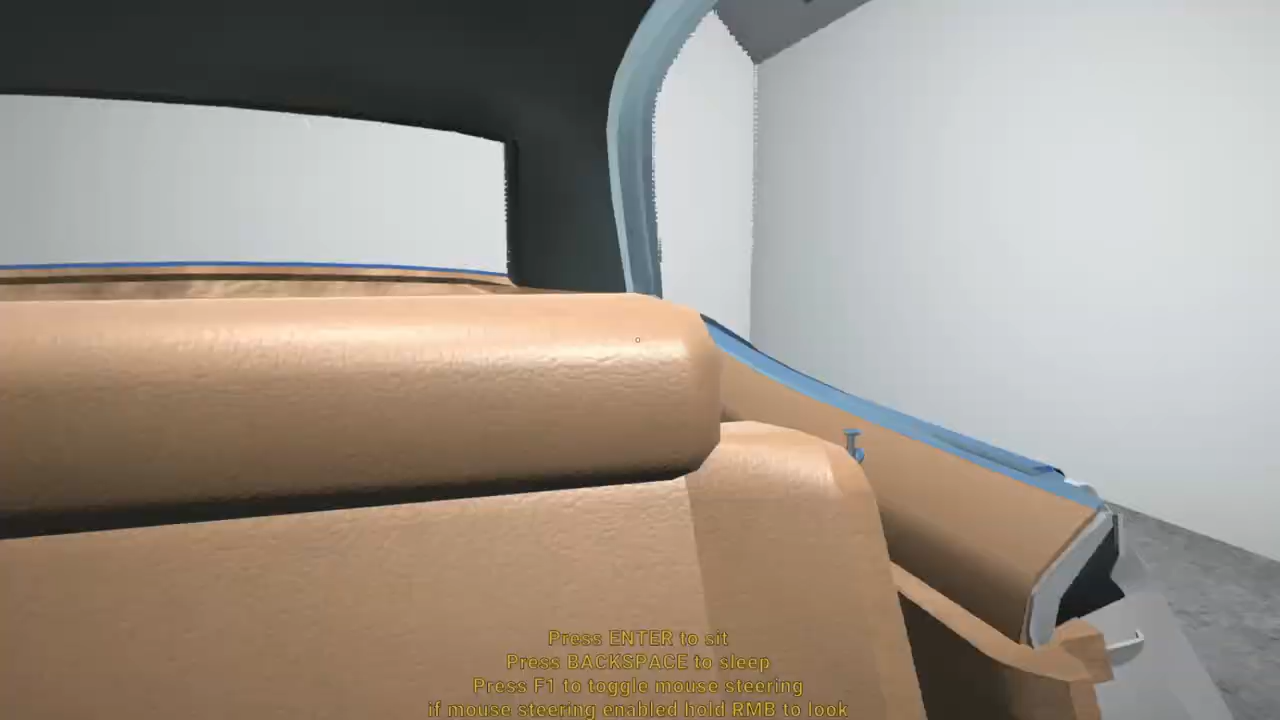 Press ENTER to sit
Press BACKSPACE to sleep
Press F1 to toggle mouse steering
if mouse steering enabled hold RMB to look